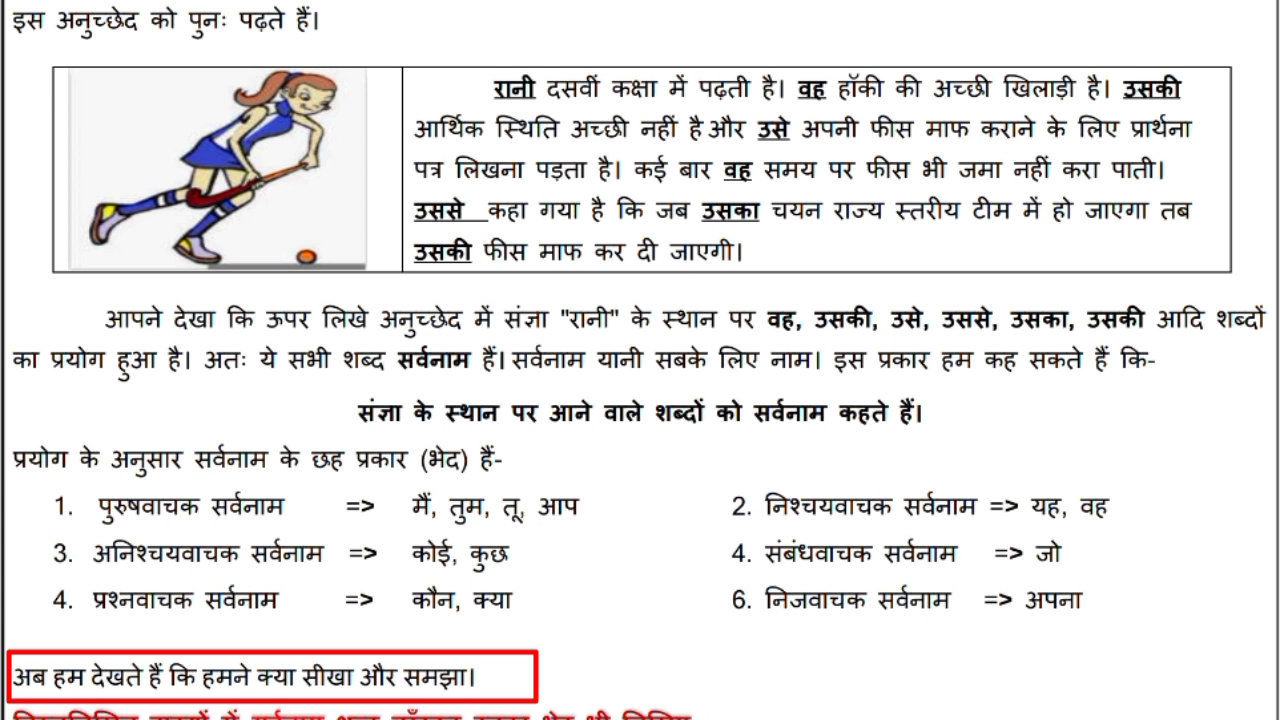 इस अनुच्छेद को पुनः पढ़ते हैं।
रानी दसवीं कक्षा में पढ़ती है। वह हॉकी की अच्छी खिलाड़ी है। उसकी
आर्थिक स्थिति अच्छी नहीं है और उसे अपनी फीस माफ कराने के लिए प्रार्थना
पत्र लिखना पड़ता है। कई बार वह समय पर फीस भी जमा नहीं करा पाती।
उससे कहा गया है कि जब उसका चयन राज्य स्तरीय टीम में हो जाएगा तब
उसकी फीस माफ कर दी जाएगी।
आपने देखा कि ऊपर लिखे अनुच्छेद में संज्ञा "रानी" के स्थान पर वह, उसकी, उसे, उससे, उसका, उसकी आदि शब्दों
का प्रयोग हुआ है। अतः ये सभी शब्द सर्वनाम हैं। सर्वनाम यानी सबके लिए नाम। इस प्रकार हम कह सकते हैं कि-
संज्ञा के स्थान पर आने वाले शब्दों को सर्वनाम कहते हैं।
प्रयोग के अनुसार सर्वनाम के छह प्रकार (भेद) हैं-
1. पुरुषवाचक सर्वनाम => मैं, तुम, तू, आप 2. निश्चयवाचक सर्वनाम => यह, वह
3. अनिश्चयवाचक सर्वनाम => कोई, कुछ 4. संबंधवाचक सर्वनाम => जो
4. प्रश्नवाचक सर्वनाम => कौन, क्या 6. निजवाचक सर्वनाम => अपना
अब हम देखते हैं कि हमने क्या सीखा और समझा।